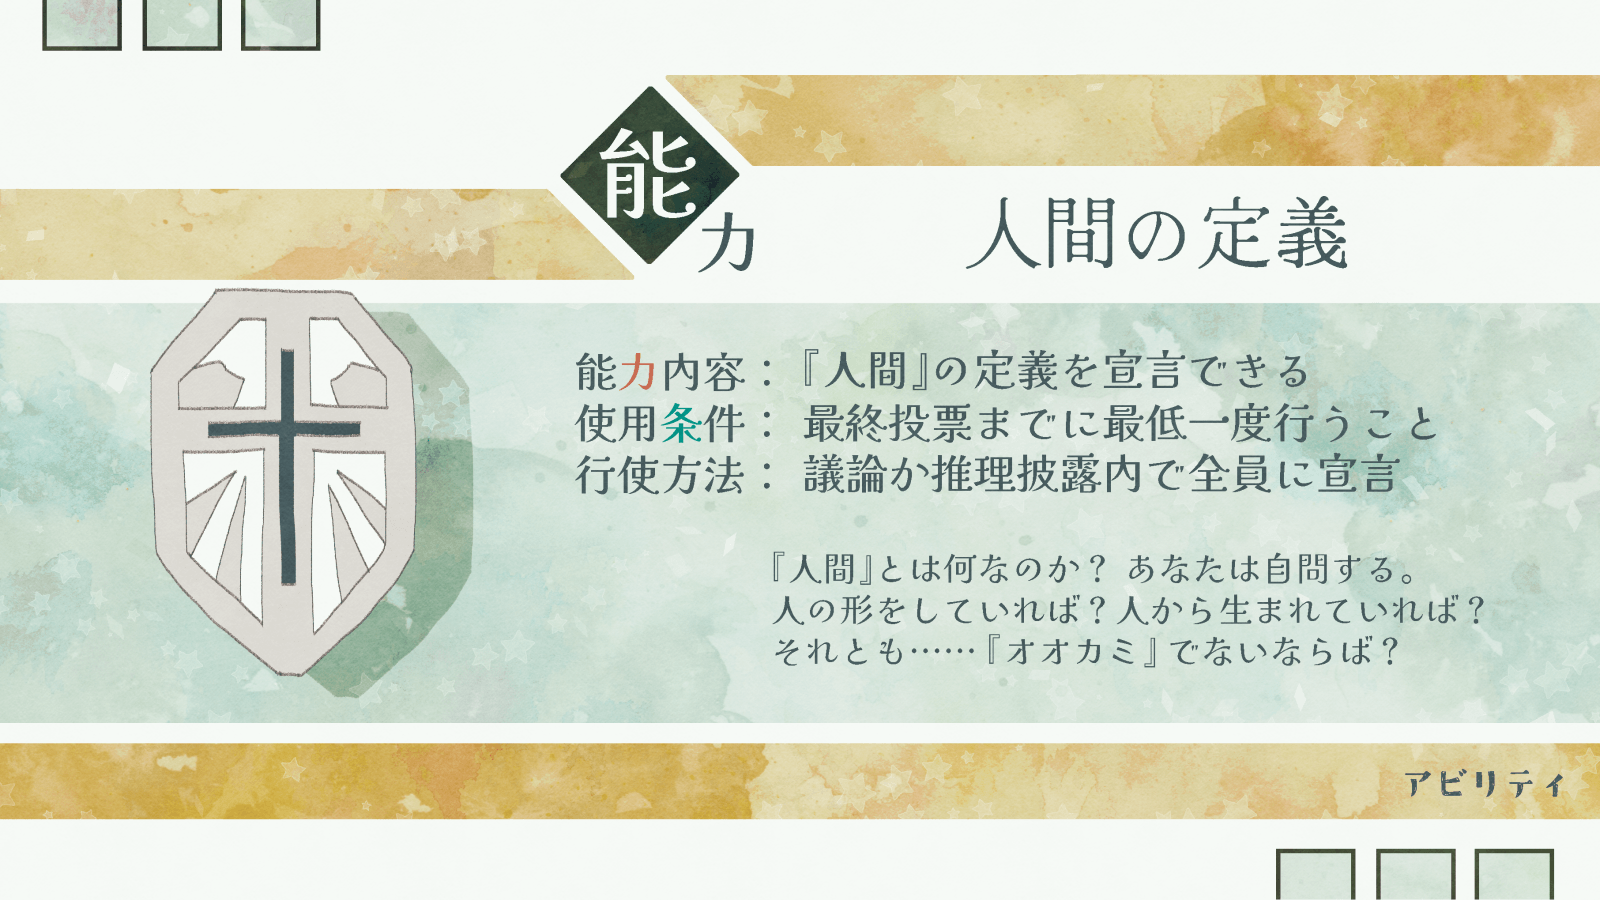 能力
人間の定義
能力内容：『人間』の定義を宣言できる
使用条件： 最終投票までに最低一度行うこと
行使方法： 議論か推理披露内で全員に宣言
『人間』とは何なのか？ あなたは自問する。
人の形をしていれば？人から生まれていれば？
それとも……『オオカミ』でないならば？
アビリティ